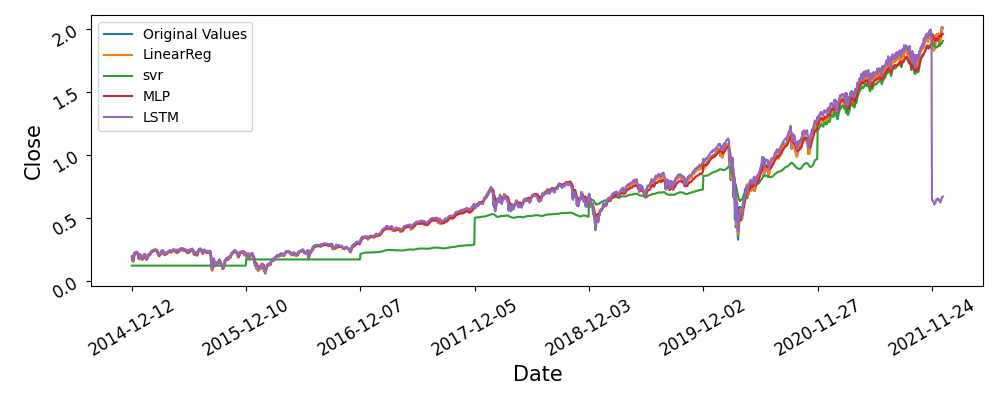 Close
2.0
1.5
1.0
0.5
0.0
Original Values
LinearReg
svr
MLP
LSTM
2014-12-12
2015-12-10
2016-12-07
2017-12-05
2018-12-03
2019-12-02
2020-11-27
2021-11-24
Date